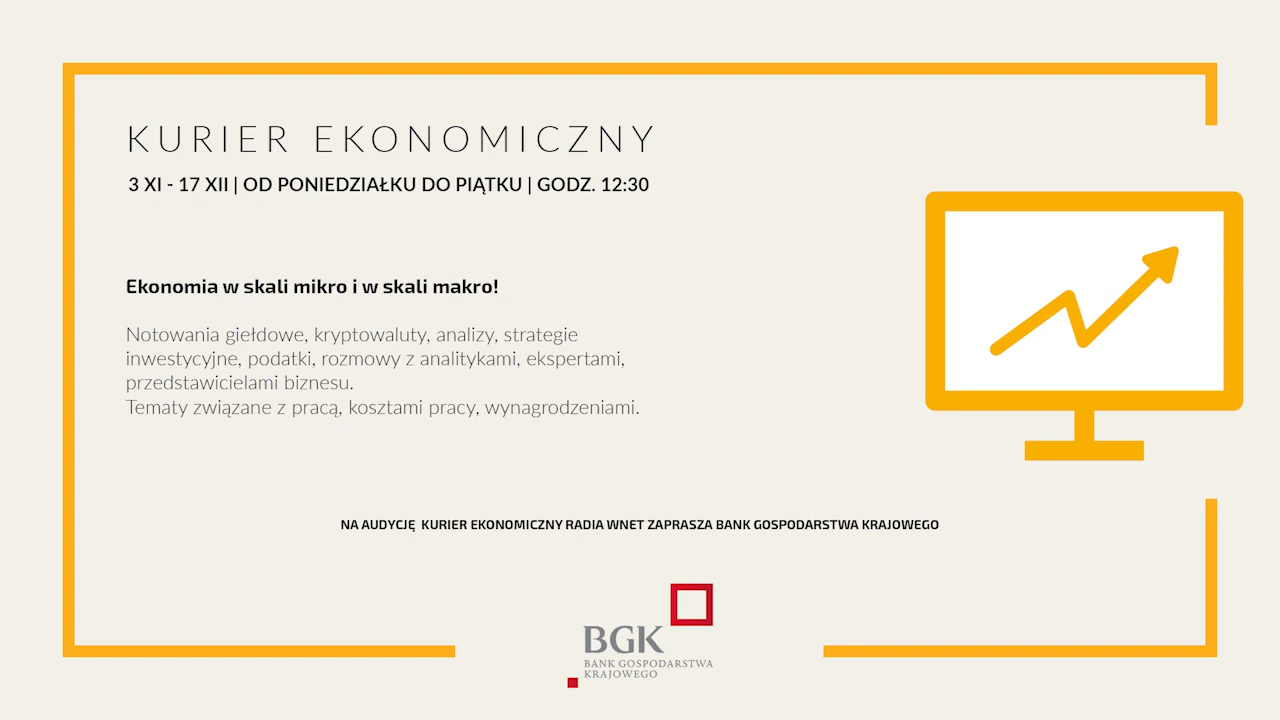 KURIER EKONOMICZNY
3 XI - 17 XII | OD PONIEDZIAŁKU DO PIĄTKU | GODZ. 12:30
Ekonomia w skali mikro i w skali makro!
Notowania giełdowe, kryptowaluty, analizy, strategie
inwestycyjne, podatki, rozmowy z analitykami, ekspertami,
przedstawicielami biznesu.
Tematy związane z pracą, kosztami pracy, wynagrodzeniami.
NA AUDYCJĘ KURIER EKONOMICZNY RADIA WNET ZAPRASZA BANK GOSPODARSTWA KRAJOWEGO
BGK
BANK GOSPODARSTWA
KRAJOWEGO